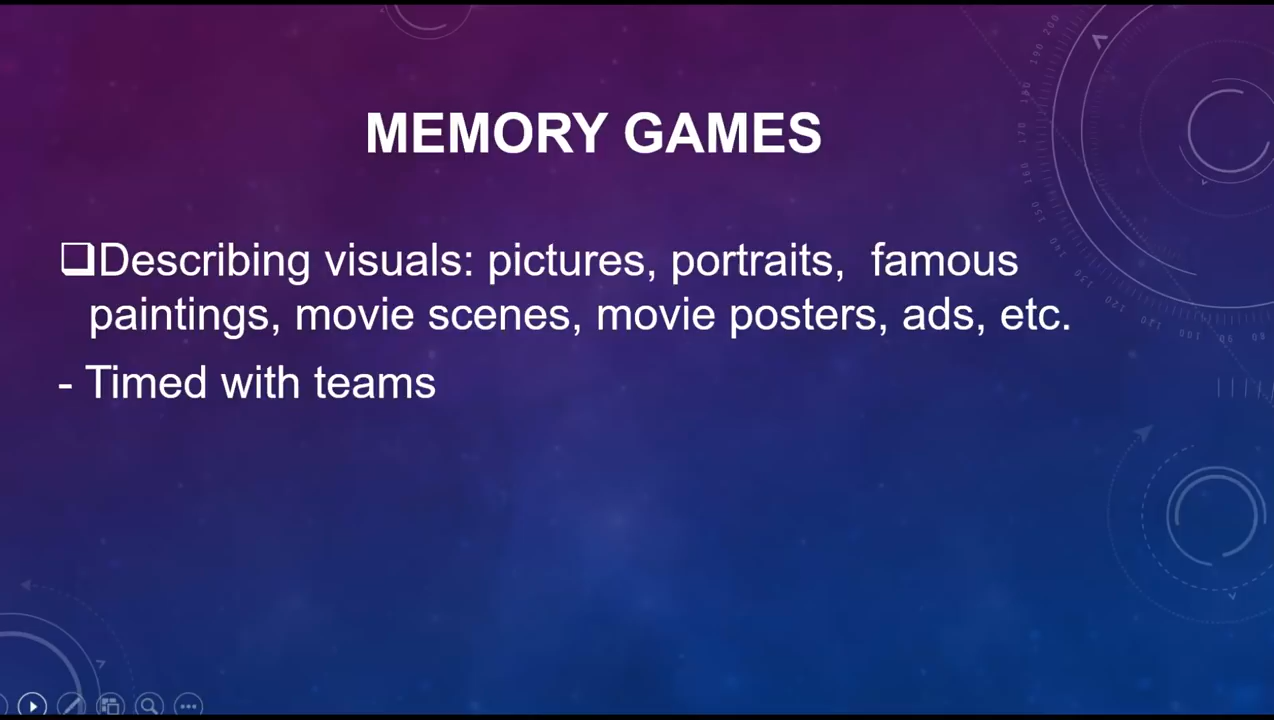 MEMORY GAMES
❑Describing visuals: pictures, portraits,  famous
paintings, movie scenes, movie posters, ads, etc.
- Timed with teams